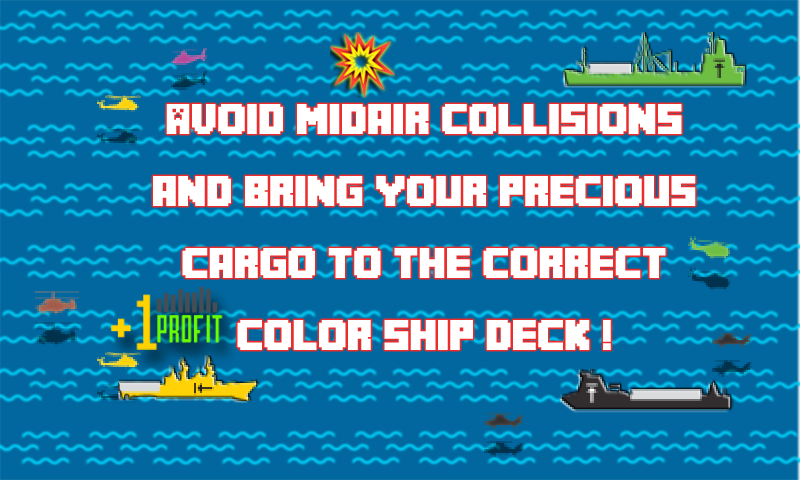 AVOID MIDAIR COLLISIONS
AND BRING YOUR PRECIOUS
CARGO TO THE CORRECT
+1 PROFIT
COLOR SHIP DECK !